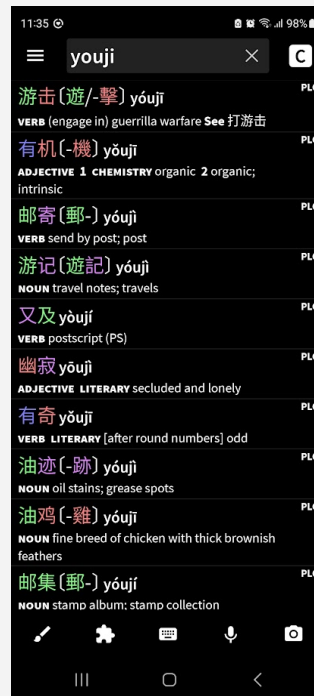 11:35
98%
youji
C
游击〔遊/-擊〕yóujī
PL
VERB (engage in) guerrilla warfare See 打游击
有机〔-機〕yǒujī
PL
ADJECTIVE 1 CHEMISTRY organic 2 organic;
intrinsic
邮寄〔郵-〕yóujì
PL
VERB send by post; post
游记〔遊記〕yóujì
PL
NOUN travel notes; travels
又及 yòují
PL
VERB postscript (PS)
幽寂 yōujì
PL
ADJECTIVE LITERARY secluded and lonely
有奇 yǒujī
PL
VERB LITERARY [after round numbers] odd
油迹〔-跡〕yóujì
PL
NOUN oil stains; grease spots
油鸡〔-雞〕yóujī
PL
NOUN fine breed of chicken with thick brownish
feathers
邮集〔郵-〕yóují
PL
NOUN stamp album; stamp collection